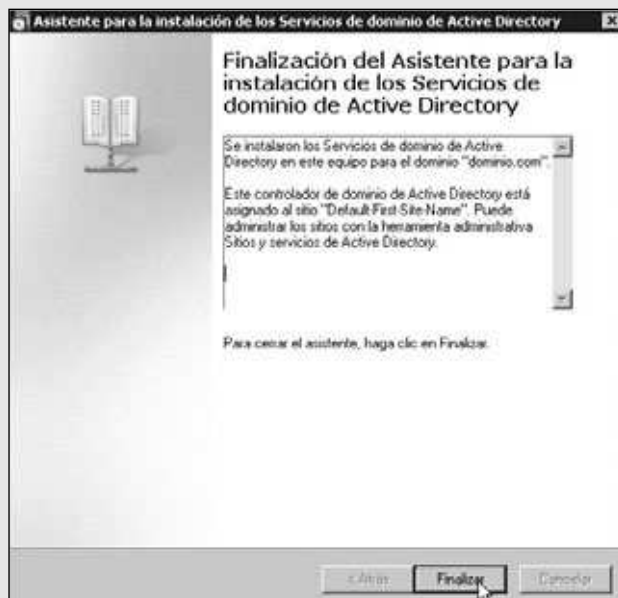 Asistente para la instalación de los Servicios de dominio de Active Directory
Finalización del Asistente para la
instalación de los Servicios de
dominio de Active Directory
Se instalaron los Servicios de dominio de Active
Directory en este equipo para el dominio "dominio.com".
Este controlador de dominio de Active Directory está
asignado al sitio "Default-First-Site-Name". Puede
administrar los sitios con la herramienta administrativa
Sitios y servicios de Active Directory.
Para cerrar el asistente, haga clic en Finalizar.
< Atrás Finalizar Cancelar